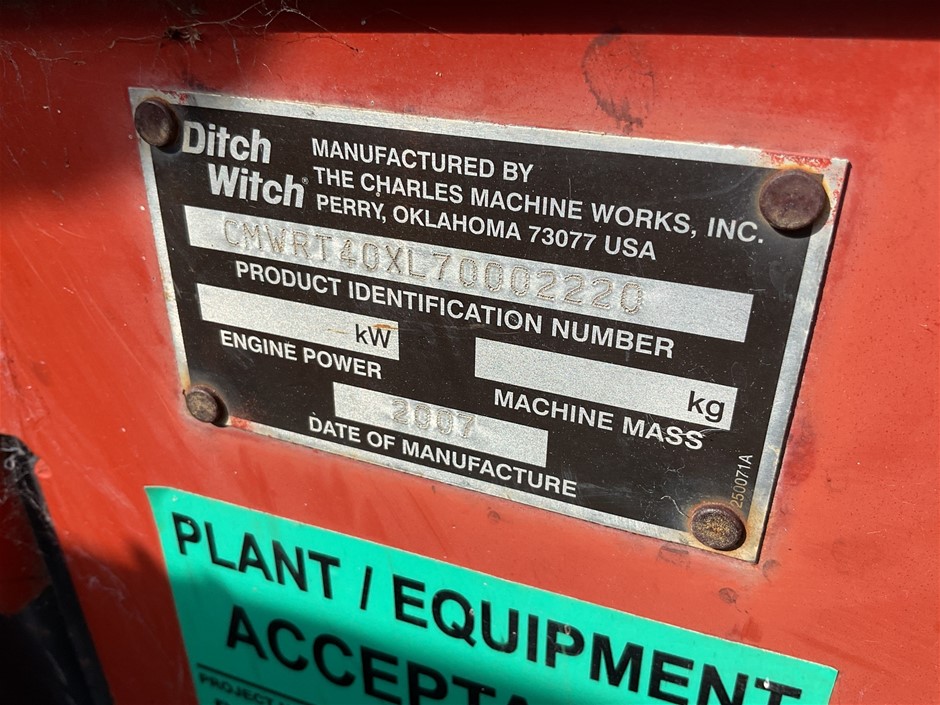 Ditch
Witch®
MANUFACTURED BY
THE CHARLES MACHINE WORKS, INC.
PERRY, OKLAHOMA 73077 USA
CMWRT40XL70002220
PRODUCT IDENTIFICATION NUMBER
kW
ENGINE POWER
kg
MACHINE MASS
2007
DATE OF MANUFACTURE
250071A
PLANT / EQUIPMENT